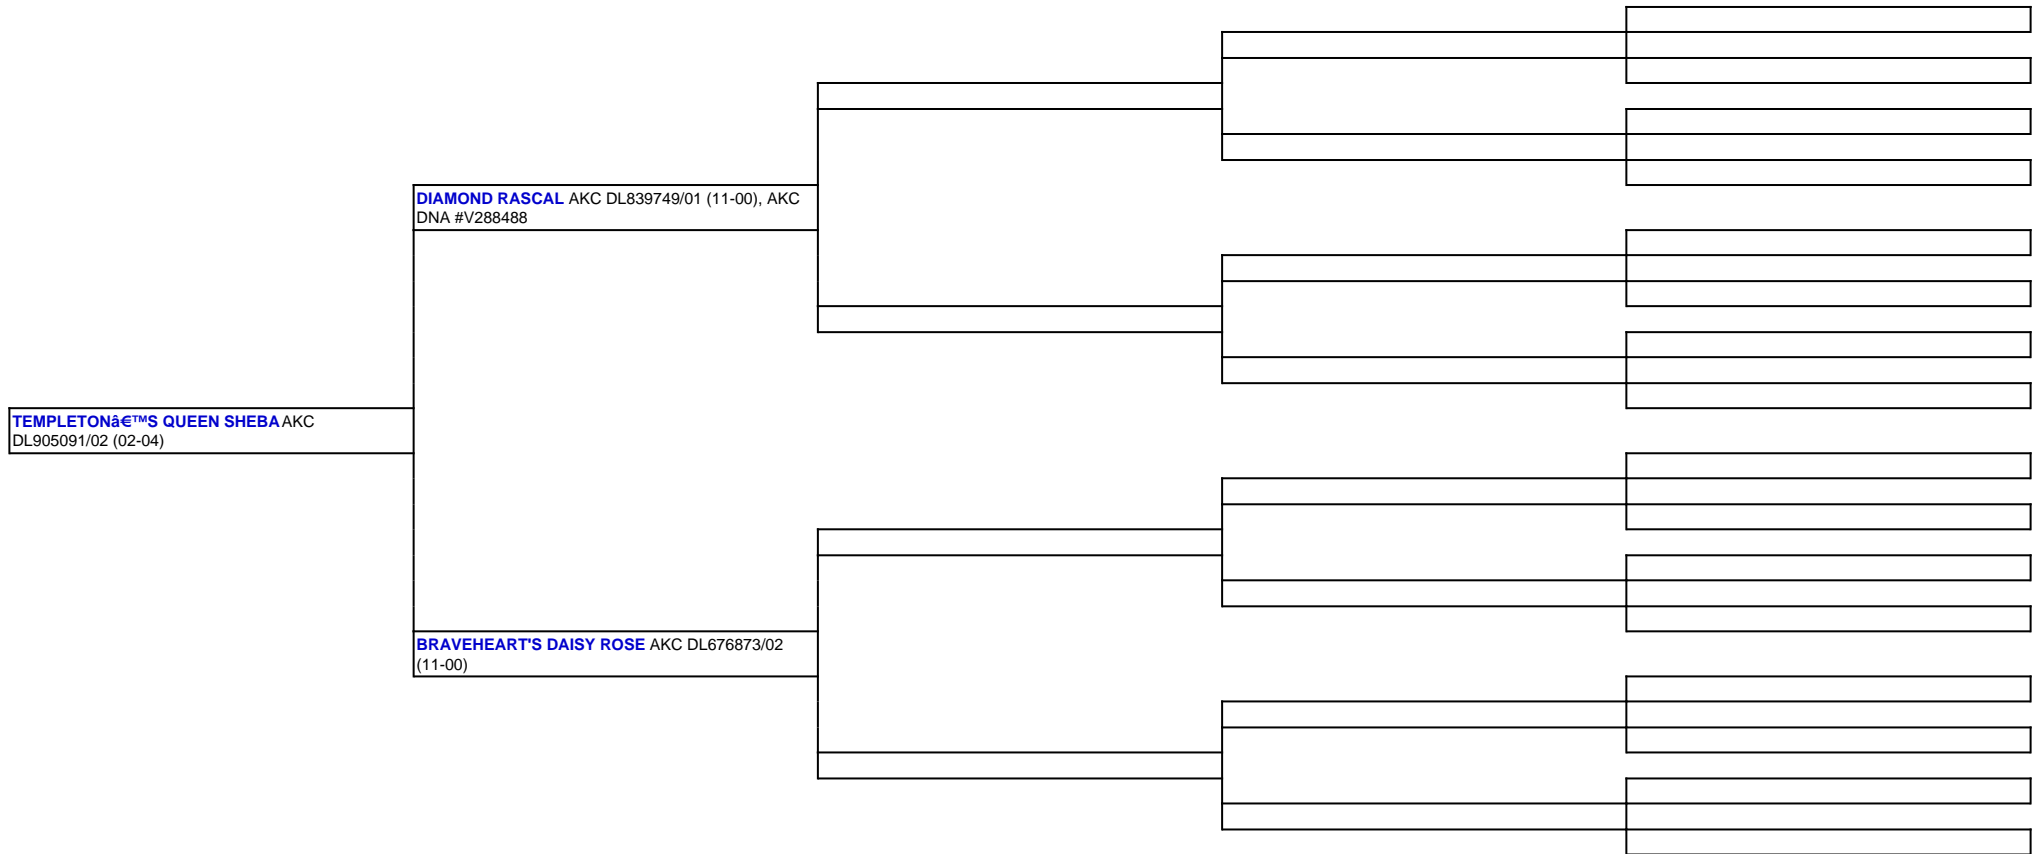 DIAMOND RASCAL AKC DL839749/01 (11-00), AKC
DNA #V288488
TEMPLETONâ€™S QUEEN SHEBA AKC
DL905091/02 (02-04)
BRAVEHEART'S DAISY ROSE AKC DL676873/02
(11-00)